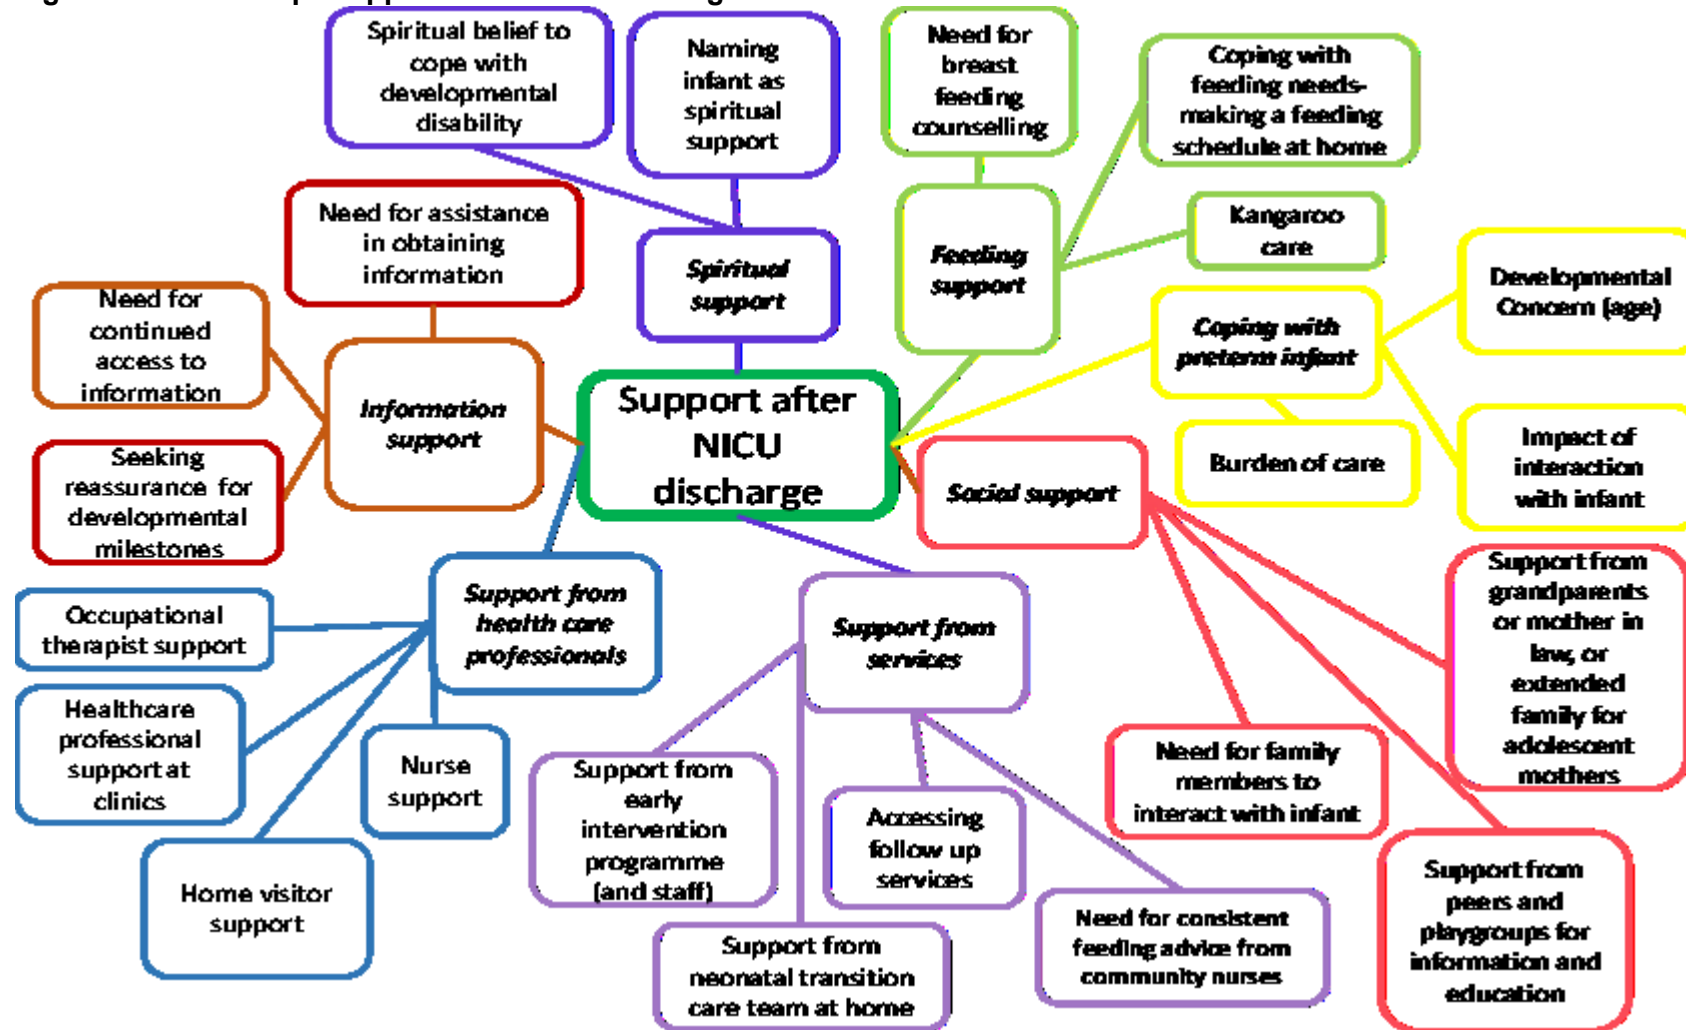 Spiritual belief to
cope with
developmental
disability
Naming
infant as
spiritual
support
Need for
breast
feeding
counselling
Coping with
feeding needs-
making a feeding
schedule at home
Need for assistance
in obtaining
information
Spiritual
support
Feeding
support
Kangaroo
care
Developmental
Concern (age)
Need for
continued
access to
information
Information
support
Support after
NICU
discharge
Coping with
preterm infant
Burden of care
Impact of
interaction
with infant
Seeking
reassurance for
developmental
milestones
Social support
Support from
health care
professionals
Support from
services
Support from
grandparents
or mother in
law, or
extended
family for
adolescent
mothers
Occupational
therapist support
Healthcare
professional
support at
clinics
Nurse
support
Home visitor
support
Support from
early
intervention
programme
(and staff)
Accessing
follow up
services
Need for family
members to
interact with infant
Support from
neonatal transition
care team at home
Need for consistent
feeding advice from
community nurses
Support from
peers and
playgroups for
information and
education